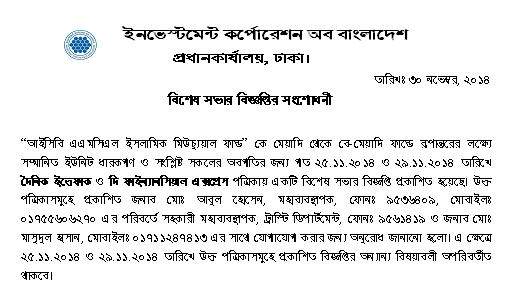 ইনভেস্টমেন্ট কর্পোরেশন অব বাংলাদেশ
প্রধানকার্যালয়, ঢাকা।
তারিখঃ ৩০ নভেম্বর, ২০১৪
বিশেষ সভার বিজ্ঞপ্তির সংশোধনী
“আইসিবি এএমসিএল ইসলামিক মিউচ্যুয়াল ফান্ড” কে মেয়াদি থেকে বে-মেয়াদি ফান্ডে রূপান্তরের লক্ষ্যে
সম্মানিত ইউনিট ধারকগণ ও সংশ্লিষ্ট সকলের অবগতির জন্য গত ২৫.১১.২০১৪ ও ২৯.১১.২০১৪ তারিখে
দৈনিক ইত্তেফাক ও দি ফাইন্যানসিয়াল এক্সপ্রেস পত্রিকায় একটি বিশেষ সভার বিজ্ঞপ্তি প্রকাশিত হয়েছে। উক্ত
পত্রিকাসমূহে প্রকাশিত জনাব মোঃ আবুল হোসেন, মহাব্যবস্থাপক, ফোনঃ ৯৫৩৬৪০৯, মোবাইলঃ
০১৭৫৫৬০৬২৭০ এর পরিবর্তে সহকারী মহাব্যবস্থাপক, ট্রাস্টি ডিপার্টমেন্ট, ফোনঃ ৯৫৬১৪১৯ ও জনাব মোঃ
মাসুদুল হাসান, মোবাইলঃ ০১৭১১২৪৭৪১৩ এর সাথে যোগাযোগ করার জন্য অনুরোধ জানানো হলো। এ ক্ষেত্রে
২৫.১১.২০১৪ ও ২৯.১১.২০১৪ তারিখে উক্ত পত্রিকাসমূহে প্রকাশিত বিজ্ঞপ্তির অন্যান্য বিষয়াবলী অপরিবর্তীত
থাকবে।